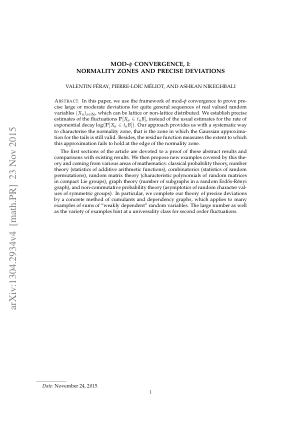 MOD-ϕ CONVERGENCE, I:
NORMALITY ZONES AND PRECISE DEVIATIONS
VALENTIN FÉRAY, PIERRE-LOÏC MÉLIOT, AND ASHKAN NIKEGHBALI
ABSTRACT. In this paper, we use the framework of mod-ϕ convergence to prove pre-
cise large or moderate deviations for quite general sequences of real valued random
variables (Xn)n∈N, which can be lattice or non-lattice distributed. We establish precise
estimates of the fluctuations P[Xn ∈ tnB], instead of the usual estimates for the rate of
exponential decay log(P[Xn ∈ tnB]). Our approach provides us with a systematic way
to characterise the normality zone, that is the zone in which the Gaussian approxima-
tion for the tails is still valid. Besides, the residue function measures the extent to which
this approximation fails to hold at the edge of the normality zone.
The first sections of the article are devoted to a proof of these abstract results and
comparisons with existing results. We then propose new examples covered by this the-
ory and coming from various areas of mathematics: classical probability theory, number
theory (statistics of additive arithmetic functions), combinatorics (statistics of random
permutations), random matrix theory (characteristic polynomials of random matrices
in compact Lie groups), graph theory (number of subgraphs in a random Erdős-Rényi
graph), and non-commutative probability theory (asymptotics of random character val-
ues of symmetric groups). In particular, we complete our theory of precise deviations
by a concrete method of cumulants and dependency graphs, which applies to many
examples of sums of "weakly dependent" random variables. The large number as well
as the variety of examples hint at a universality class for second order fluctuations.
arXiv:1304.2934v4 [math.PR] 23 Nov 2015
Date: November 24, 2015.
1